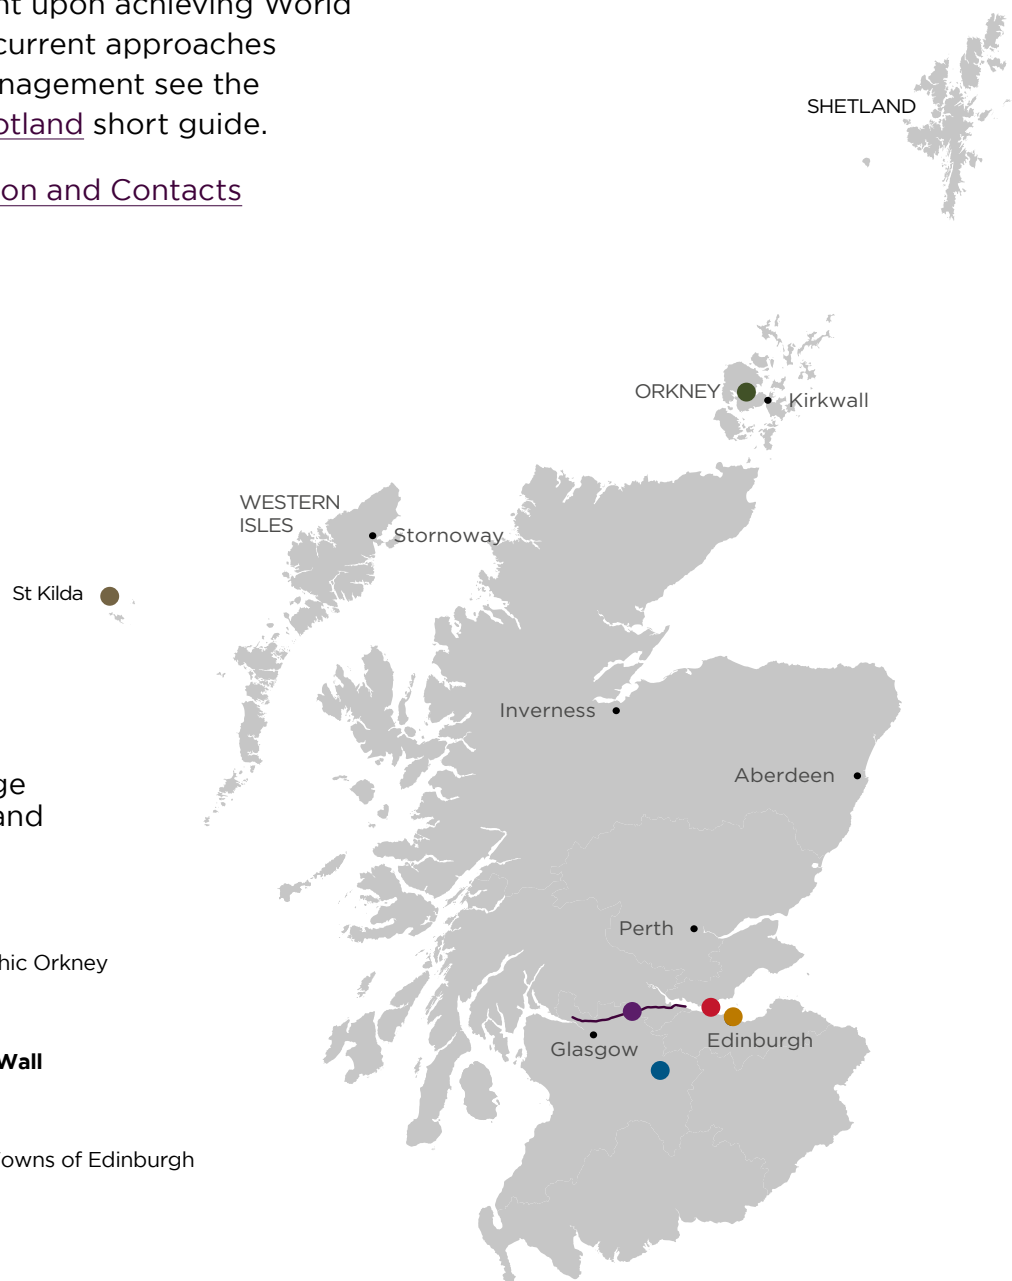 nt upon achieving World
current approaches
nagement see the
otland short guide.
on and Contacts
SHETLAND
ORKNEY
Kirkwall
WESTERN
ISLES
Stornoway
St Kilda
Inverness
Aberdeen
ge
and
Perth
hic Orkney
Glasgow
Edinburgh
Wall
owns of Edinburgh